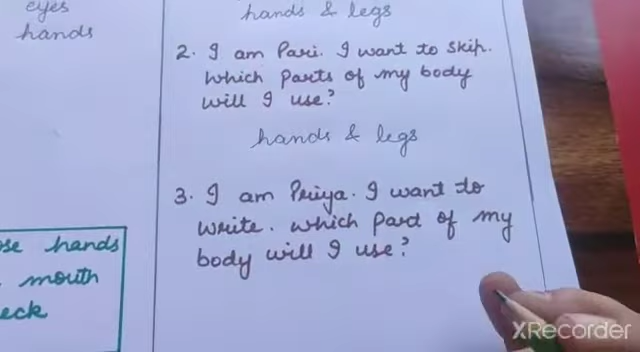 eyes
hands
hands & legs
2. I am Pari. I want to skip.
Which parts of my body
will I use?
hands & legs
3. I am Priya. I want to
write. Which part of my
body will I use?
hands
mouth
XRecorder